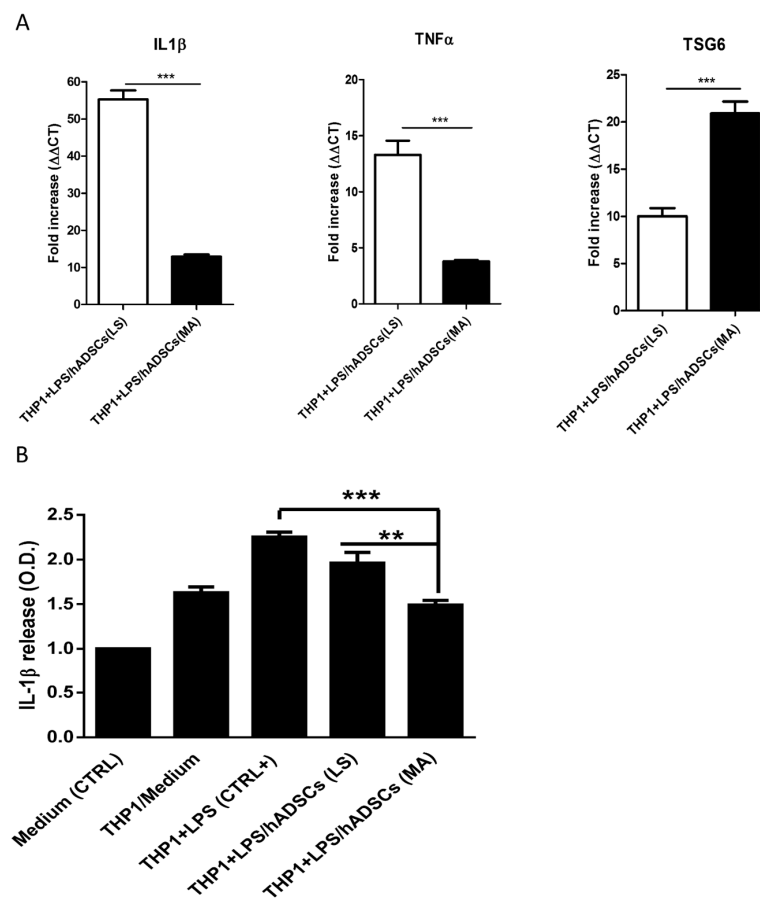 A
IL1β
***
Fold increase (ΔΔCT)
60
50
40
30
20
10
0
THP1+LPS/hADSCs(LS)
THP1+LPS/hADSCs(MA)
TNFα
***
Fold increase (ΔΔCT)
20
15
10
5
0
THP1+LPS/hADSCs(LS)
THP1+LPS/hADSCs(MA)
TSG6
***
Fold increase (ΔΔCT)
25
20
15
10
5
0
THP1+LPS/hADSCs(LS)
THP1+LPS/hADSCs(MA)
B
***
**
IL-1β release (O.D.)
2.5
2.0
1.5
1.0
0.5
0.0
Medium (CTRL)
THP1/Medium
THP1+LPS (CTRL+)
THP1+LPS/hADSCs (LS)
THP1+LPS/hADSCs (MA)